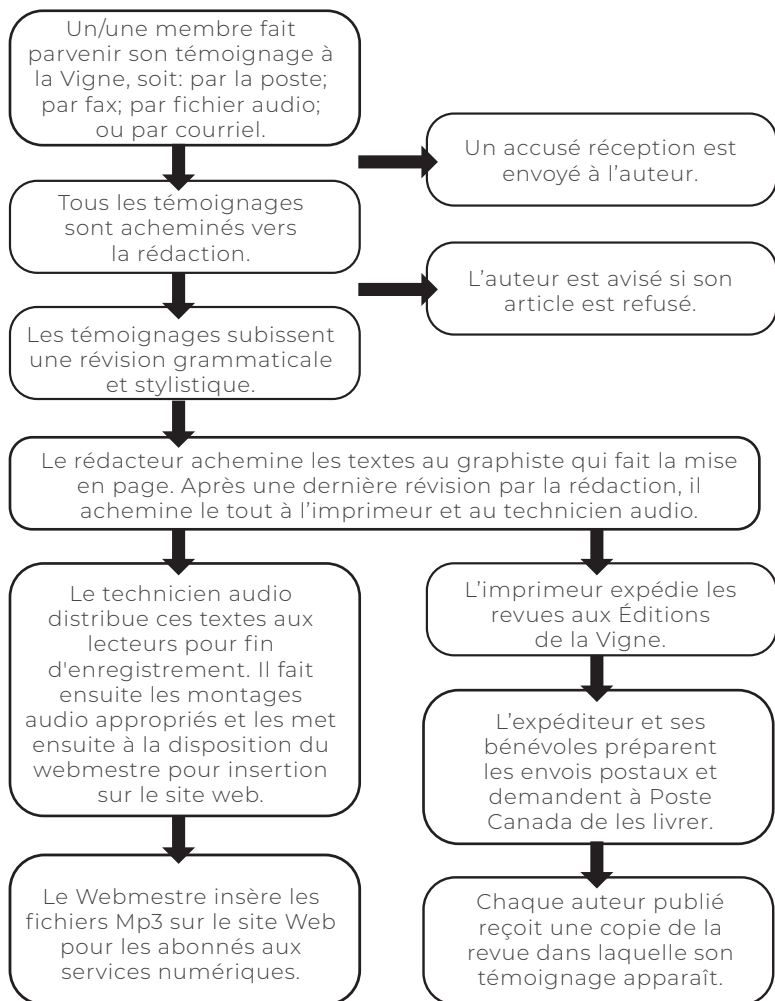 Un/une membre fait
parvenir son témoignage à
la Vigne, soit: par la poste;
par fax; par fichier audio;
ou par courriel.
Un accusé réception est
envoyé à l'auteur.
Tous les témoignages
sont acheminés vers
la rédaction.
L'auteur est avisé si son
article est refusé.
Les témoignages subissent
une révision grammaticale
et stylistique.
Le rédacteur achemine les textes au graphiste qui fait la mise
en page. Après une dernière révision par la rédaction, il
achemine le tout à l'imprimeur et au technicien audio.
Le technicien audio
distribue ces textes aux
lecteurs pour fin
d'enregistrement. Il fait
ensuite les montages
audio appropriés et les met
ensuite à la disposition du
webmestre pour insertion
sur le site web.
L'imprimeur expédie les
revues aux Éditions
de la Vigne.
L'expéditeur et ses
bénévoles préparent
les envois postaux et
demandent à Poste
Canada de les livrer.
Le Webmestre insère les
fichiers Mp3 sur le site Web
pour les abonnés aux
services numériques.
Chaque auteur publié
reçoit une copie de la
revue dans laquelle son
témoignage apparaît.